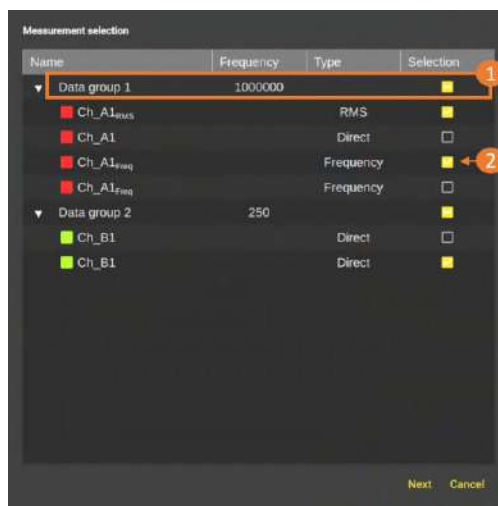 Measurement selection
Name Frequency Type Selection
1
Data group 1 1000000
Ch_A1RMS RMS
Ch_A1 Direct
Ch_A1Freq Frequency 2
Ch_A1Freq Frequency
Data group 2 250
Ch_B1 Direct
Ch_B1 Direct
Next Cancel